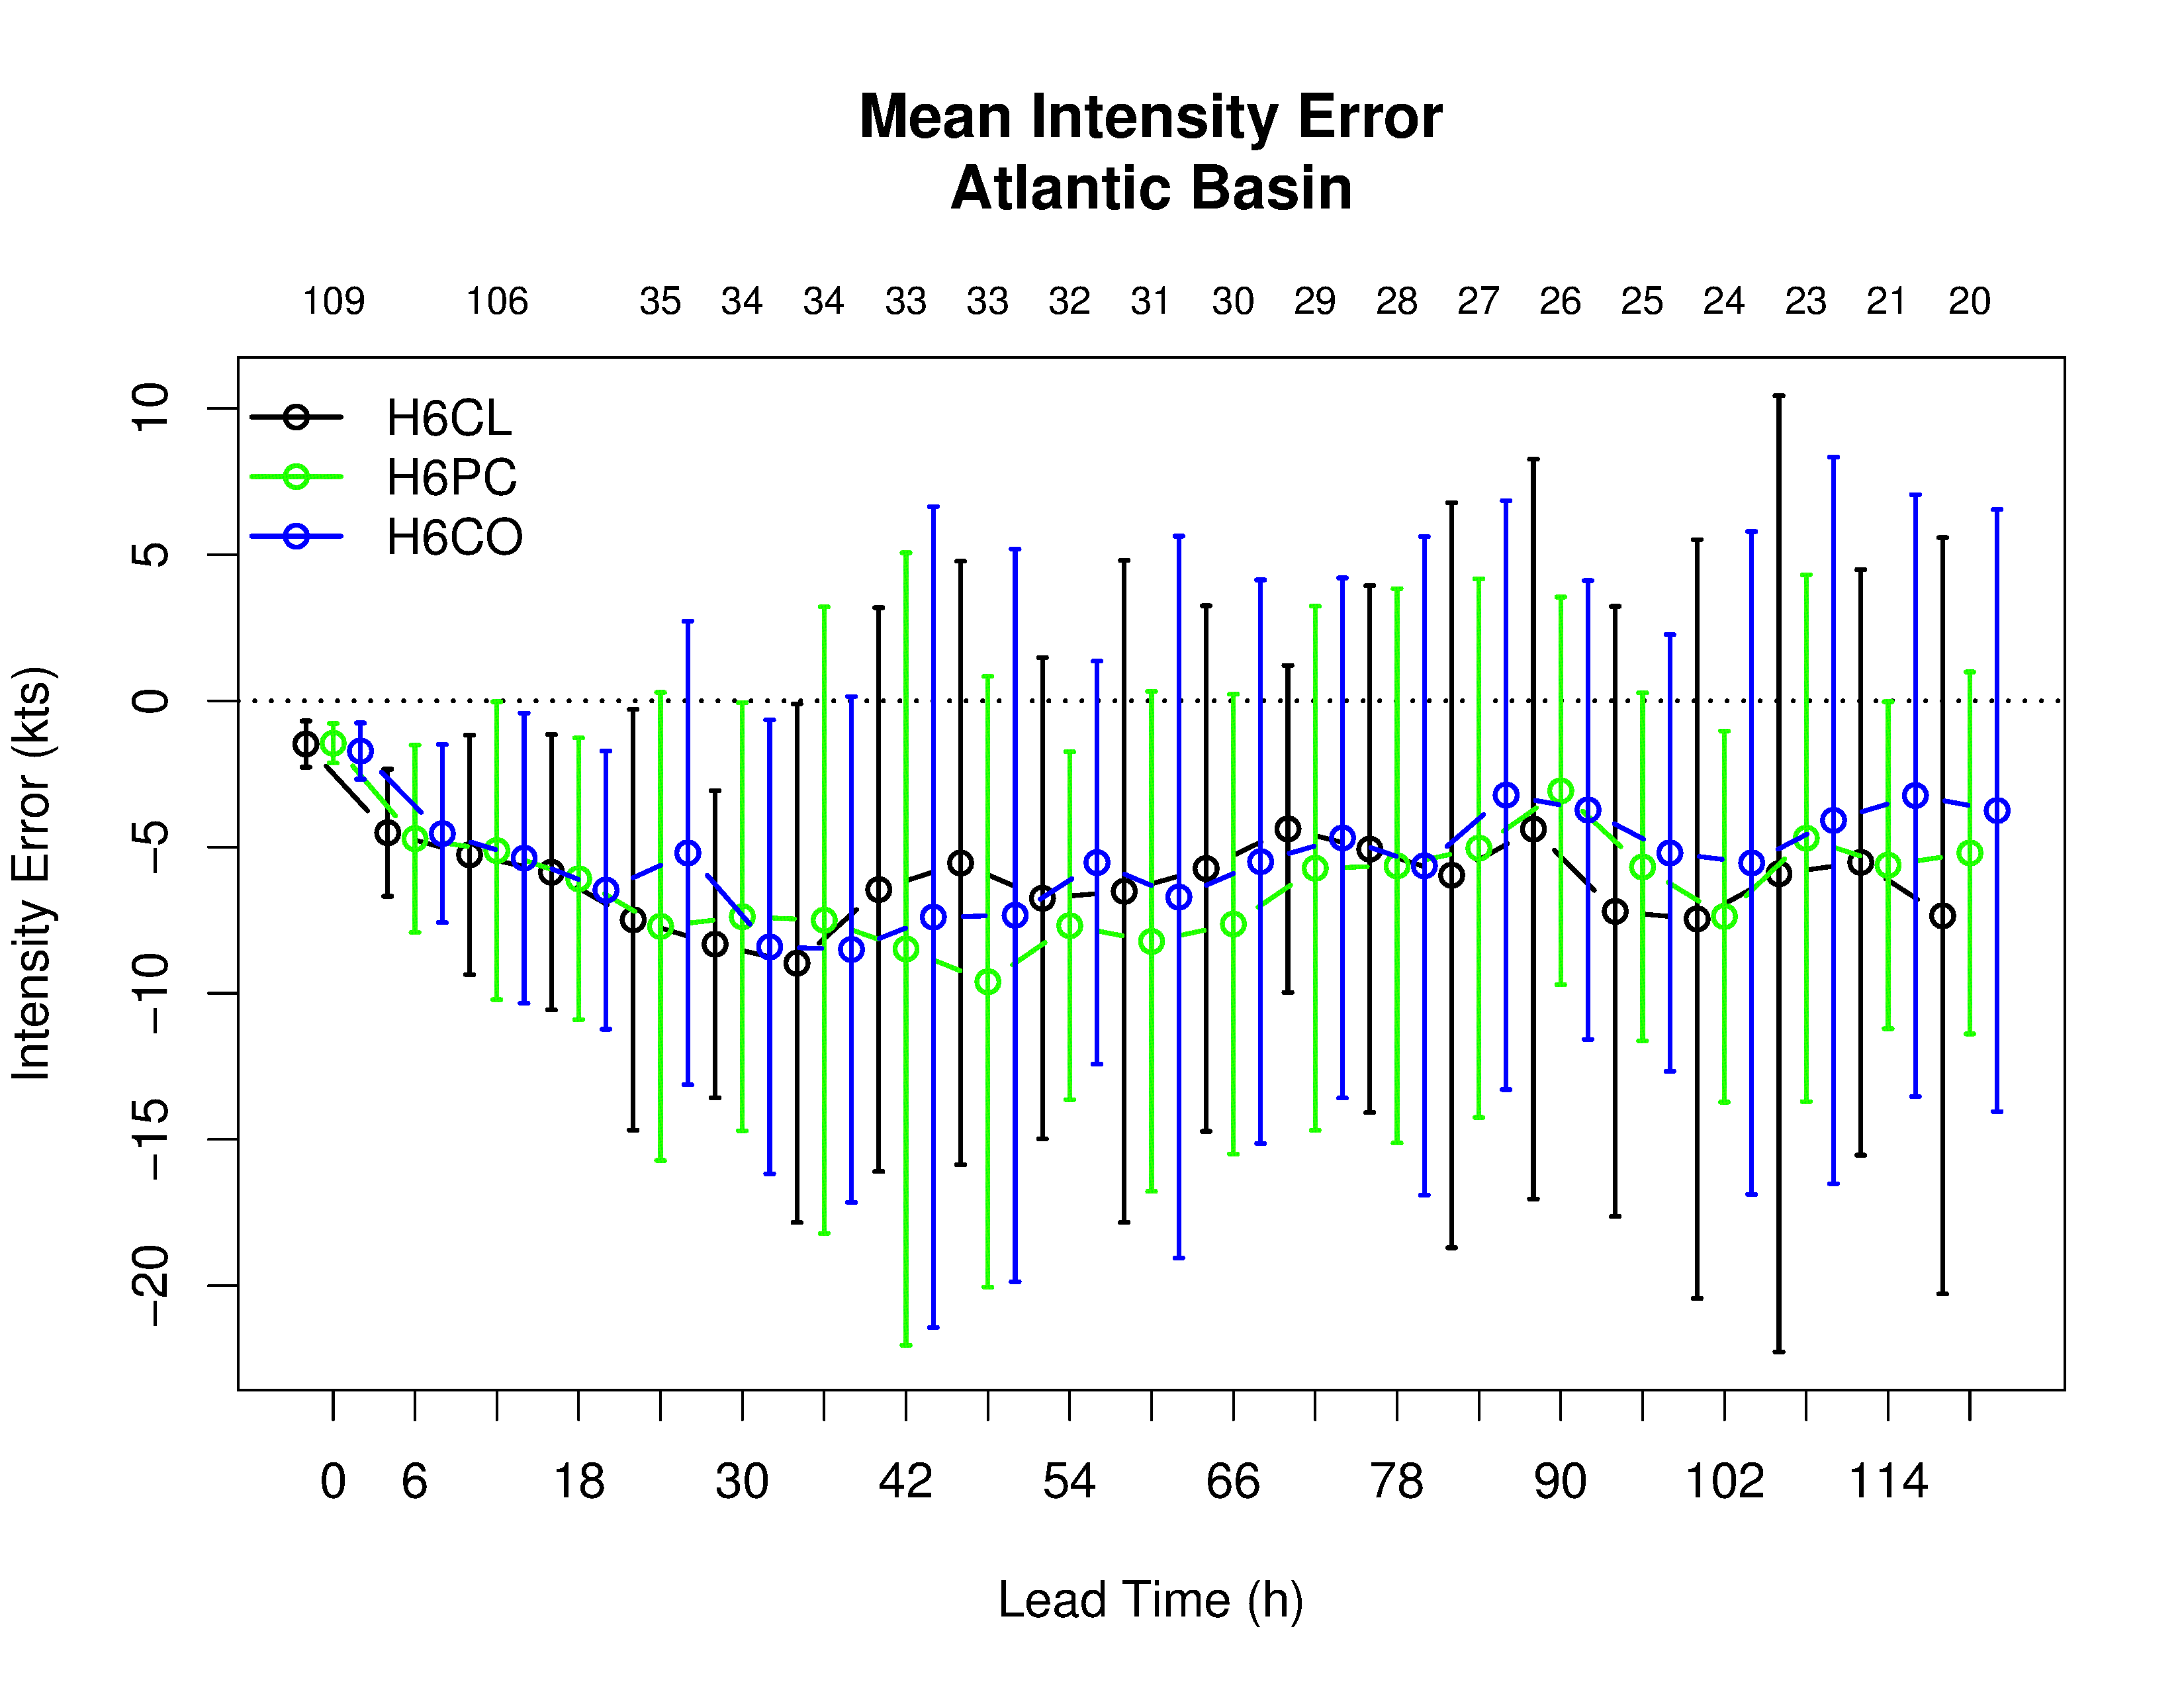 Mean Intensity Error
Atlantic Basin
109 106 35 34 34 33 33 32 31 30 29 28 27 26 25 24 23 21 20
H6CL
H6PC
H6CO
10
5
0
−5
−10
−15
−20
Intensity Error (kts)
0 6 18 30 42 54 66 78 90 102 114
Lead Time (h)